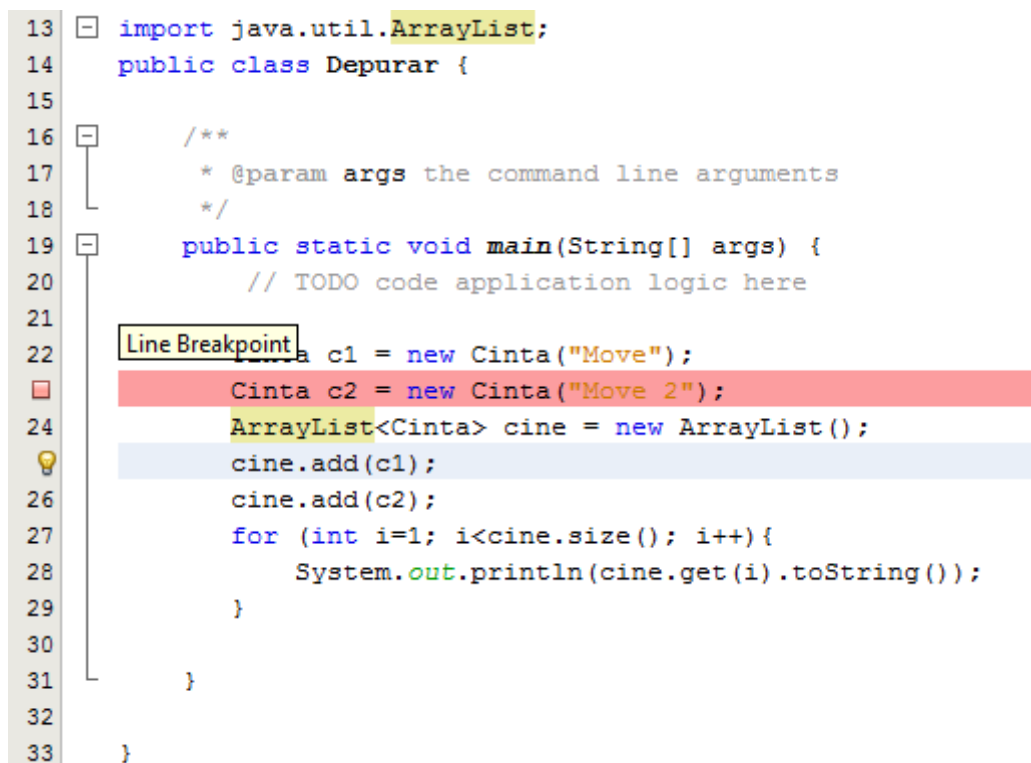 13 import java.util.ArrayList;
14 public class Depurar {
15
16 /**
17 * @param args the command line arguments
18 */
19 public static void main(String[] args) {
20 // TODO code application logic here
21
Line Breakpoint
22 a c1 = new Cinta("Move");
Cinta c2 = new Cinta("Move 2");
24 ArrayList<Cinta> cine = new ArrayList();
cine.add(c1);
26 cine.add(c2);
27 for (int i=1; i<cine.size(); i++){
28 System.out.println(cine.get(i).toString());
29 }
30
31 }
32
33 }